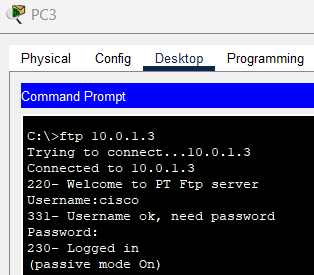 PC3
Physical Config Desktop Programming
Command Prompt
C:\>ftp 10.0.1.3
Trying to connect...10.0.1.3
Connected to 10.0.1.3
220- Welcome to PT Ftp server
Username:cisco
331- Username ok, need password
Password:
230- Logged in
(passive mode On)